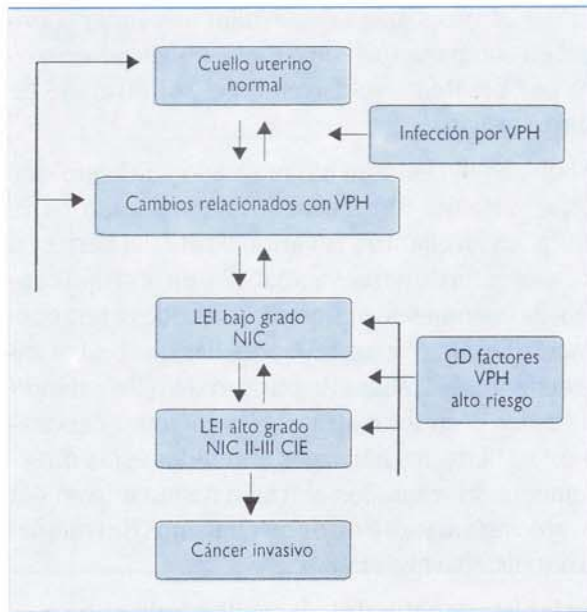 Cuello uterino
normal
Infección por VPH
Cambios relacionados con VPH
LEI bajo grado
NIC
CD factores
VPH
alto riesgo
LEI alto grado
NIC II-III CIE
Cáncer invasivo